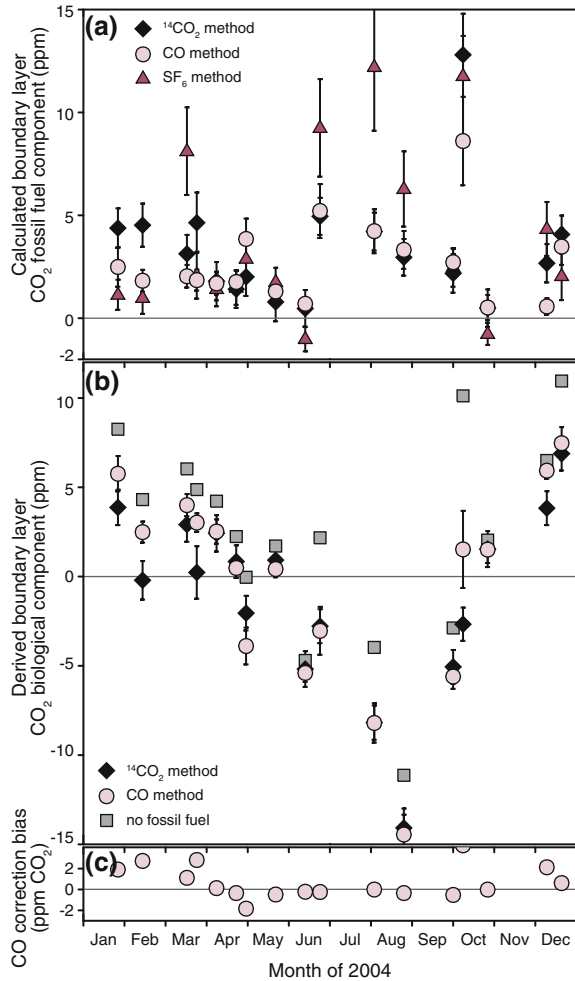 (a)
¹⁴CO₂ method
CO method
SF₆ method
Calculated boundary layer
CO₂ fossil fuel component (ppm)
15
10
5
0
-2
(b)
10
5
0
-5
-10
-15
Derived boundary layer
CO₂ biological component (ppm)
¹⁴CO₂ method
CO method
no fossil fuel
(c)
CO correction bias
(ppm CO₂)
2
0
-2
Jan Feb Mar Apr May Jun Jul Aug Sep Oct Nov Dec
Month of 2004